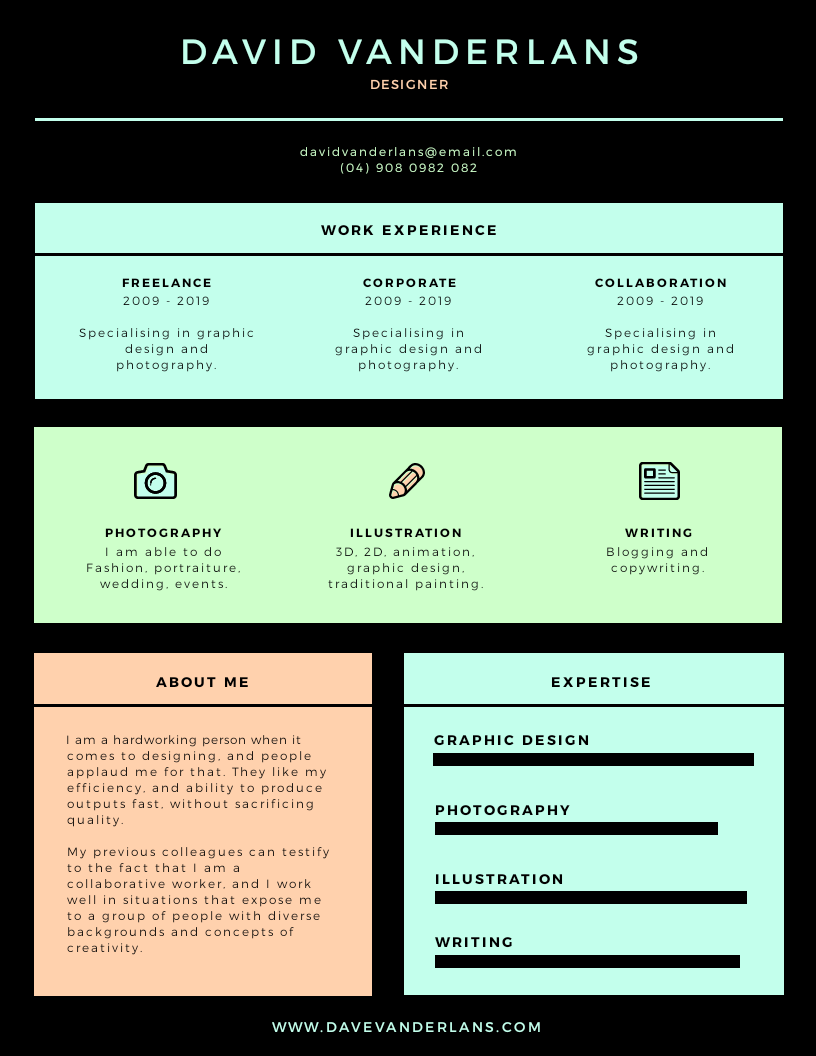 DAVID VANDERLANS
DESIGNER
davidvanderlans@email.com
(04) 908 0982 082
WORK EXPERIENCE
FREELANCE
2009 - 2019
Specialising in graphic
design and
photography.
CORPORATE
2009 - 2019
Specialising in
graphic design and
photography.
COLLABORATION
2009 - 2019
Specialising in
graphic design and
photography.
PHOTOGRAPHY
I am able to do
Fashion, portraiture,
wedding, events.
ILLUSTRATION
3D, 2D, animation,
graphic design,
traditional painting.
WRITING
Blogging and
copywriting.
ABOUT ME
I am a hardworking person when it
comes to designing, and people
applaud me for that. They like my
efficiency, and ability to produce
outputs fast, without sacrificing
quality.
My previous colleagues can testify
to the fact that I am a
collaborative worker, and I work
well in situations that expose me
to a group of people with diverse
backgrounds and concepts of
creativity.
EXPERTISE
GRAPHIC DESIGN
PHOTOGRAPHY
ILLUSTRATION
WRITING
WWW.DAVEVANDERLANS.COM